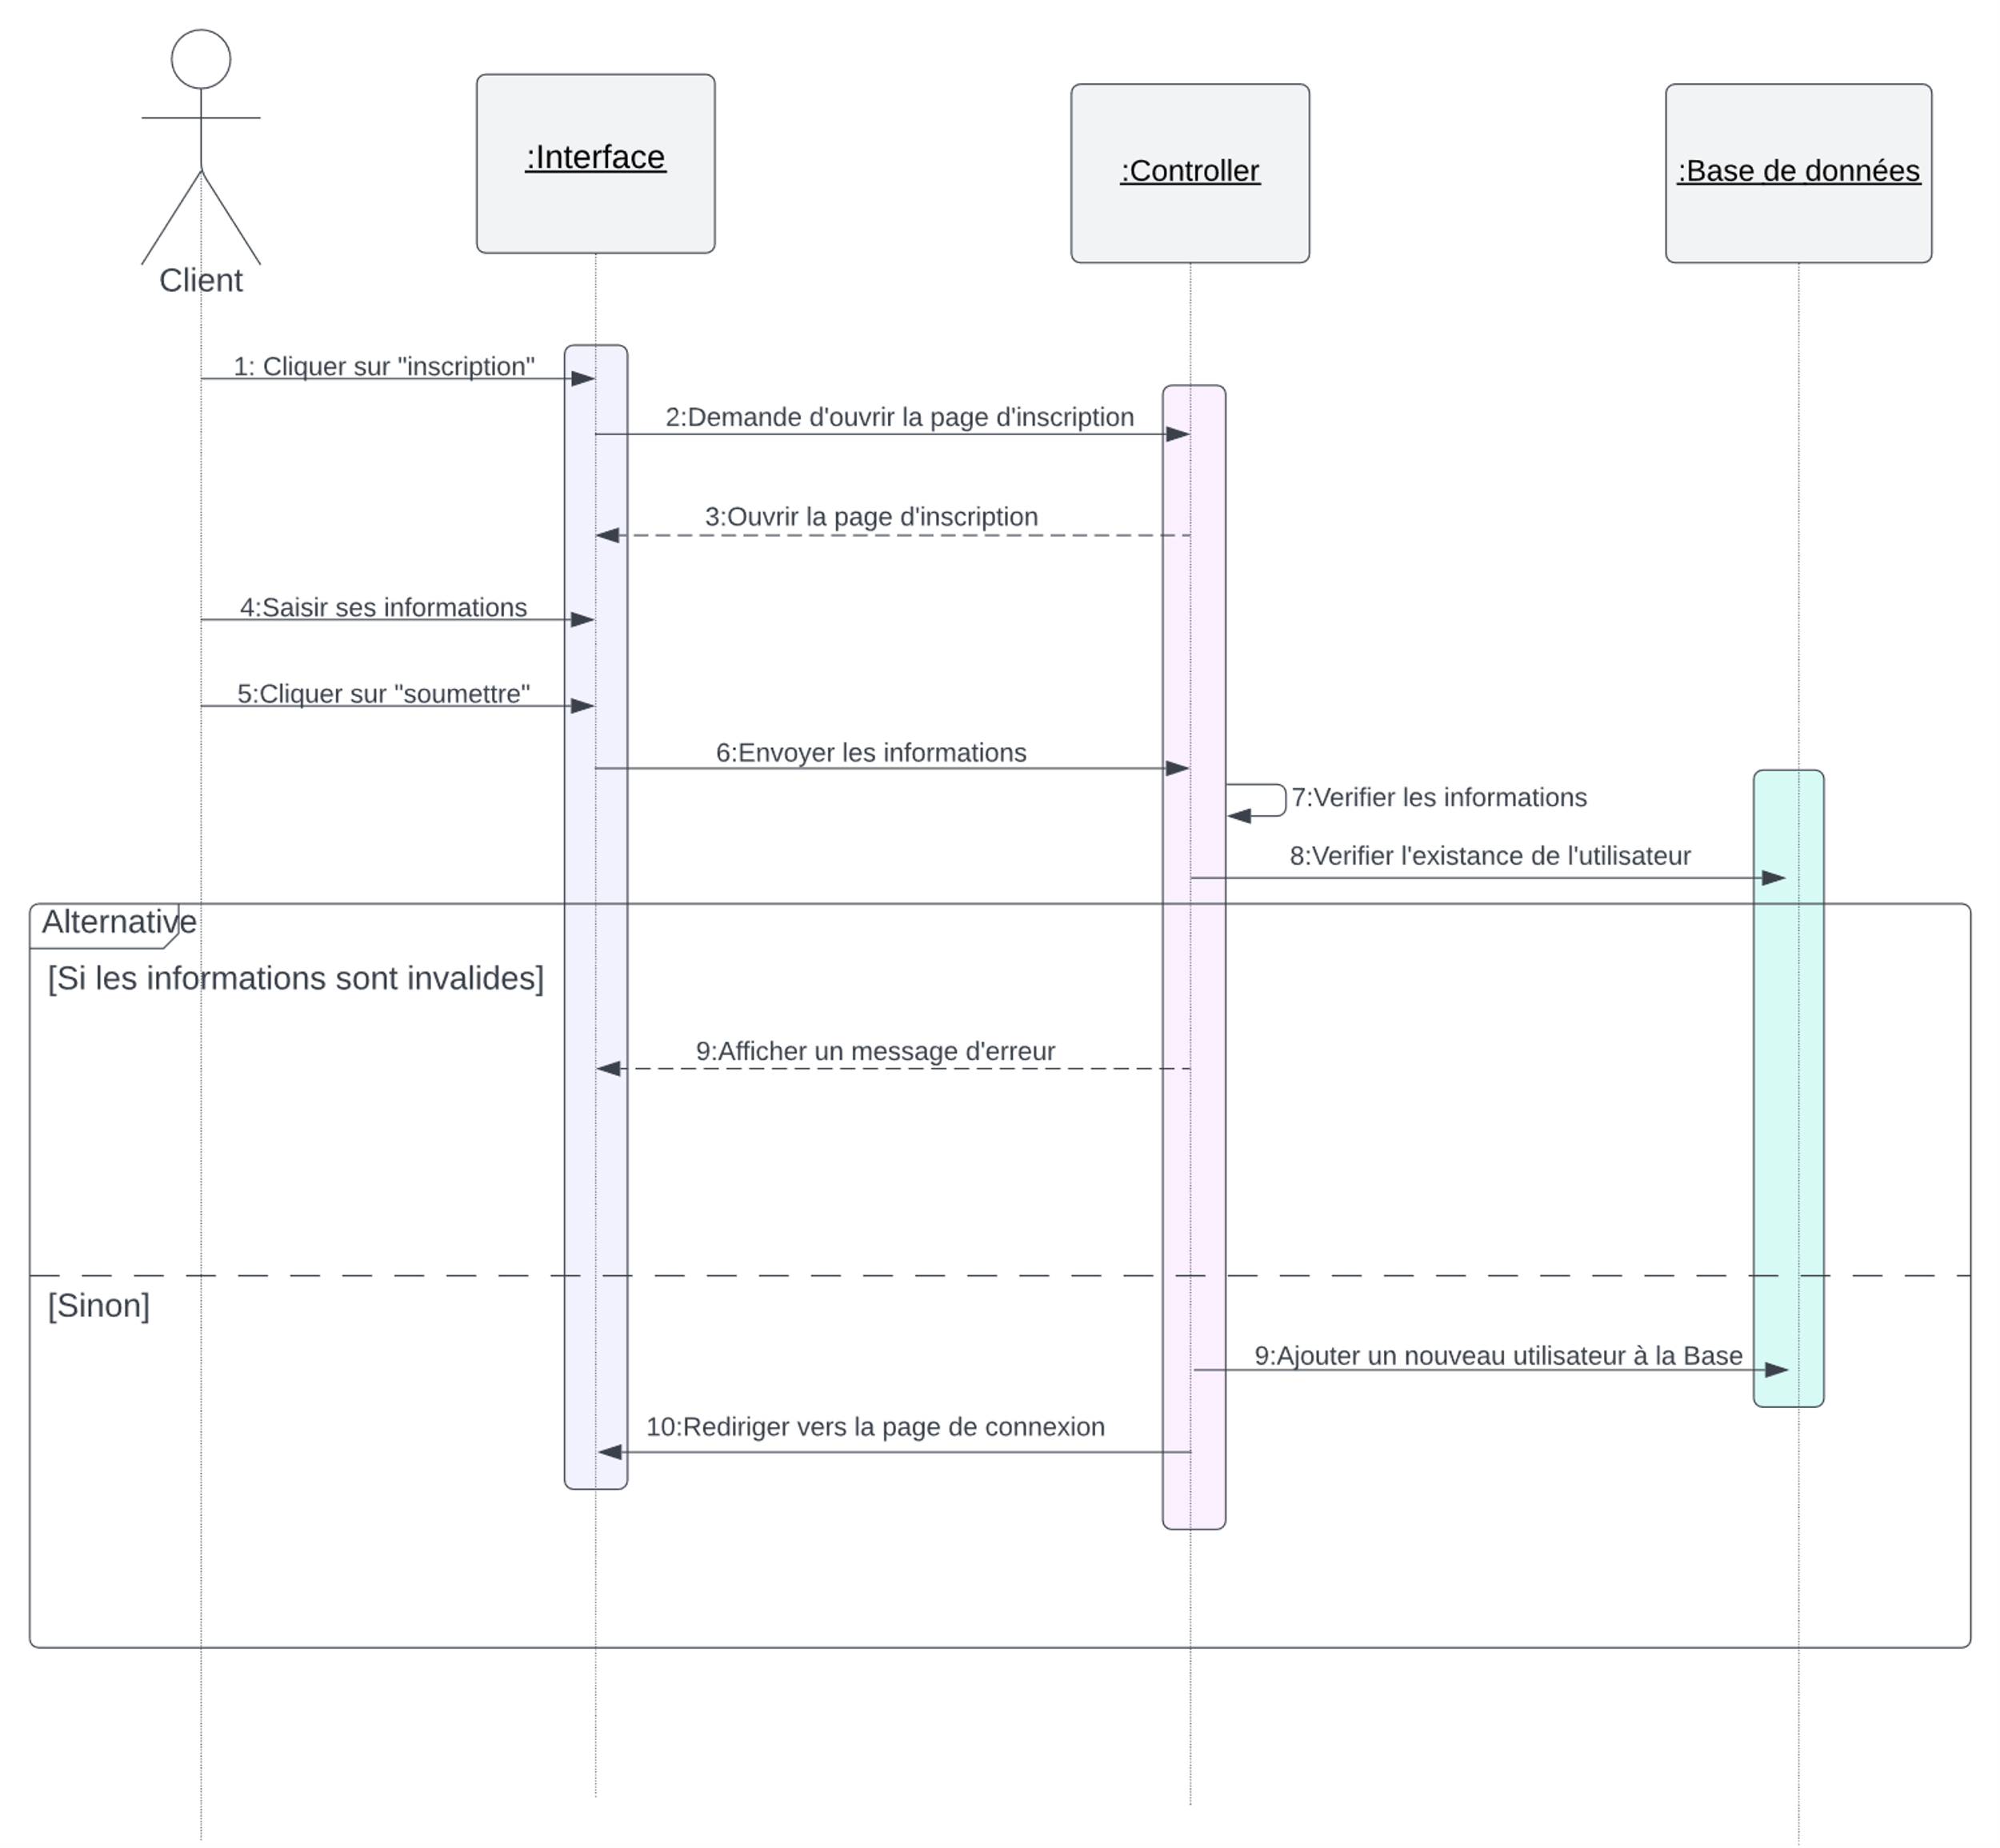 :Interface
:Controller
:Base de données
Client
1: Cliquer sur "inscription"
2:Demande d'ouvrir la page d'inscription
3:Ouvrir la page d'inscription
4:Saisir ses informations
5:Cliquer sur "soumettre"
6:Envoyer les informations
7:Verifier les informations
8:Verifier l'existance de l'utilisateur
Alternative
[Si les informations sont invalides]
9:Afficher un message d'erreur
[Sinon]
9:Ajouter un nouveau utilisateur à la Base
10:Rediriger vers la page de connexion